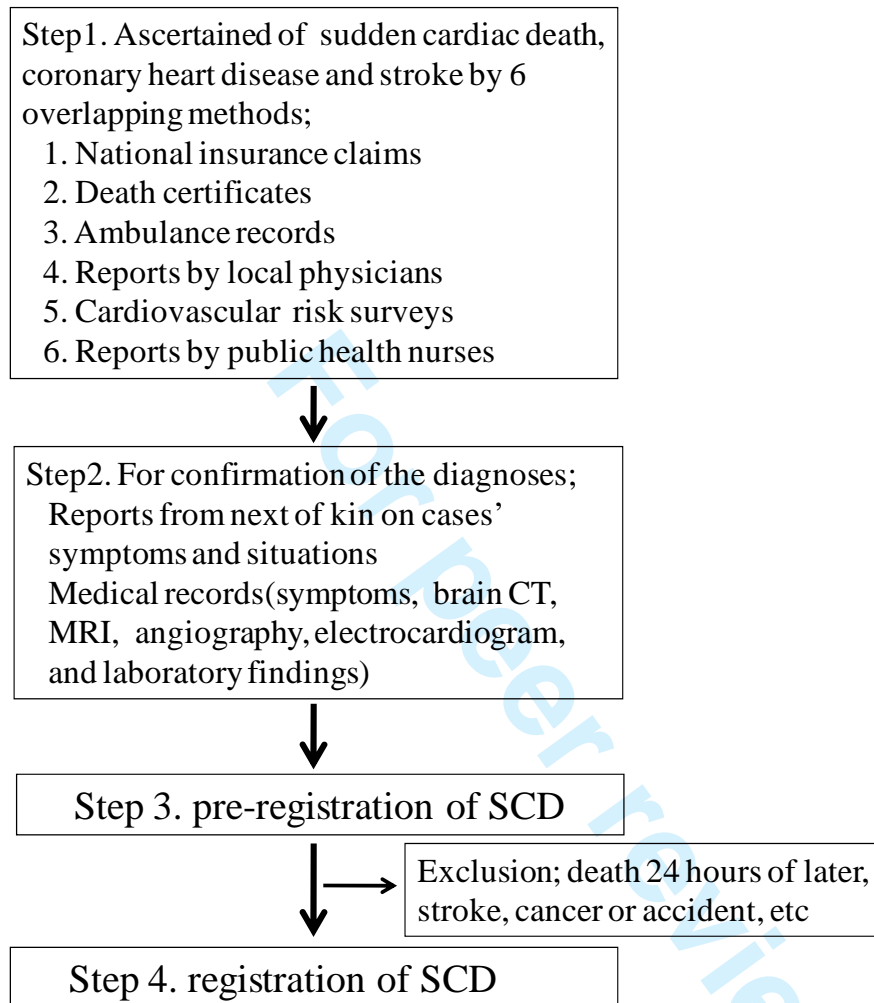 Step1. Ascertained of sudden cardiac death,
coronary heart disease and stroke by 6
overlapping methods;
1. National insurance claims
2. Death certificates
3. Ambulance records
4. Reports by local physicians
5. Cardiovascular risk surveys
6. Reports by public health nurses
Step2. For confirmation of the diagnoses;
Reports from next of kin on cases’
symptoms and situations
Medical records(symptoms, brain CT,
MRI, angiography, electrocardiogram,
and laboratory findings)
Step 3. pre-registration of SCD
Exclusion; death 24 hours of later,
stroke, cancer or accident, etc
Step 4. registration of SCD
For peer revie